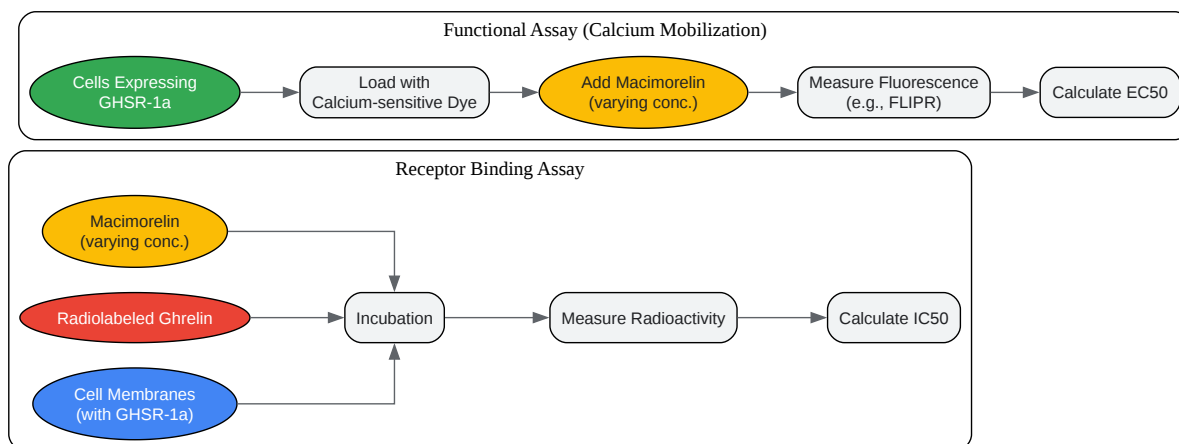 Functional Assay (Calcium Mobilization)
Cells Expressing
GHSR-1a
Load with
Calcium-sensitive Dye
Add Macimorelin
(varying conc.)
Measure Fluorescence
(e.g., FLIPR)
Calculate EC50
Receptor Binding Assay
Macimorelin
(varying conc.)
Radiolabeled Ghrelin
Incubation
Measure Radioactivity
Calculate IC50
Cell Membranes
(with GHSR-1a)